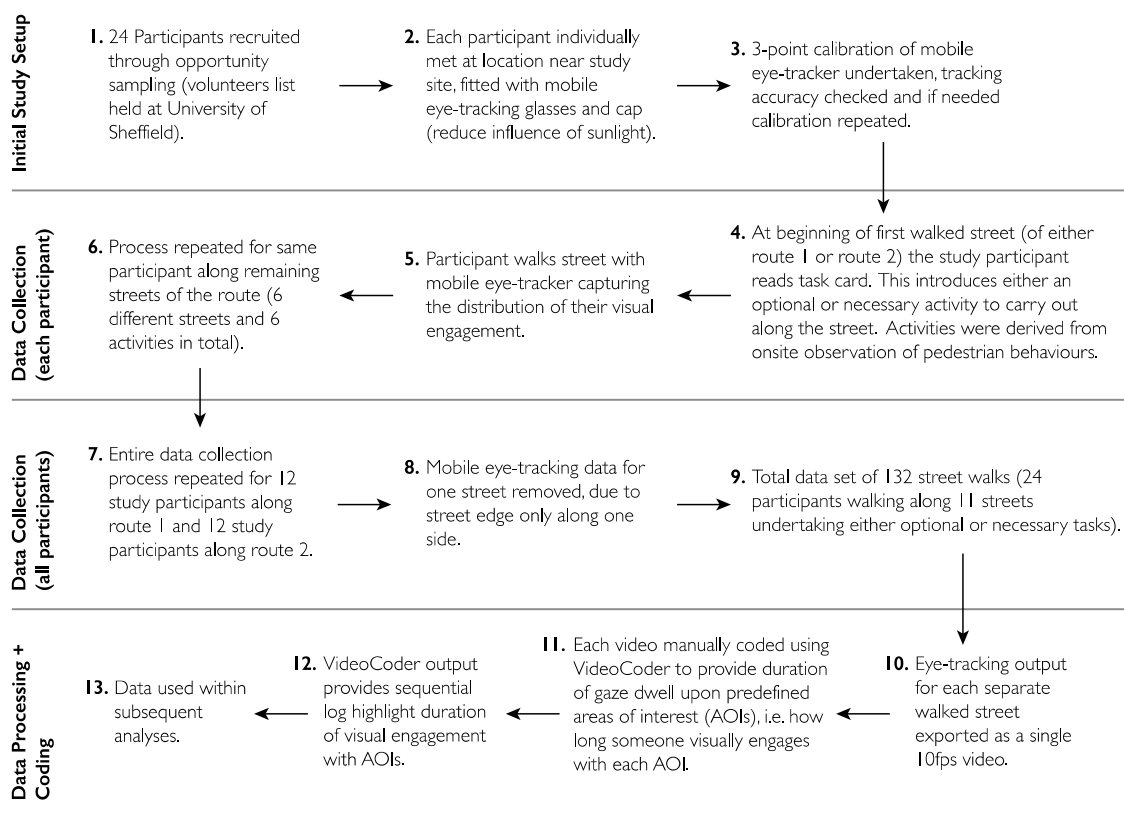 Initial Study Setup
1. 24 Participants recruited
through opportunity
sampling (volunteers list
held at University of
Sheffield).
2. Each participant individually
met at location near study
site, fitted with mobile
eye-tracking glasses and cap
(reduce influence of sunlight).
3. 3-point calibration of mobile
eye-tracker undertaken, tracking
accuracy checked and if needed
calibration repeated.
Data Collection
(each participant)
4. At beginning of first walked street (of either
route 1 or route 2) the study participant
reads task card. This introduces either an
optional or necessary activity to carry out
along the street. Activities were derived from
onsite observation of pedestrian behaviours.
5. Participant walks street with
mobile eye-tracker capturing
the distribution of their visual
engagement.
6. Process repeated for same
participant along remaining
streets of the route (6
different streets and 6
activities in total).
Data Collection
(all participants)
7. Entire data collection
process repeated for 12
study participants along
route 1 and 12 study
participants along route 2.
8. Mobile eye-tracking data for
one street removed, due to
street edge only along one
side.
9. Total data set of 132 street walks (24
participants walking along 11 streets
undertaking either optional or necessary tasks).
Data Processing +
Coding
10. Eye-tracking output
for each separate
walked street
exported as a single
10fps video.
11. Each video manually coded using
VideoCoder to provide duration
of gaze dwell upon predefined
areas of interest (AOIs), i.e. how
long someone visually engages
with each AOI.
12. VideoCoder output
provides sequential
log highlight duration
of visual engagement
with AOIs.
13. Data used within
subsequent
analyses.